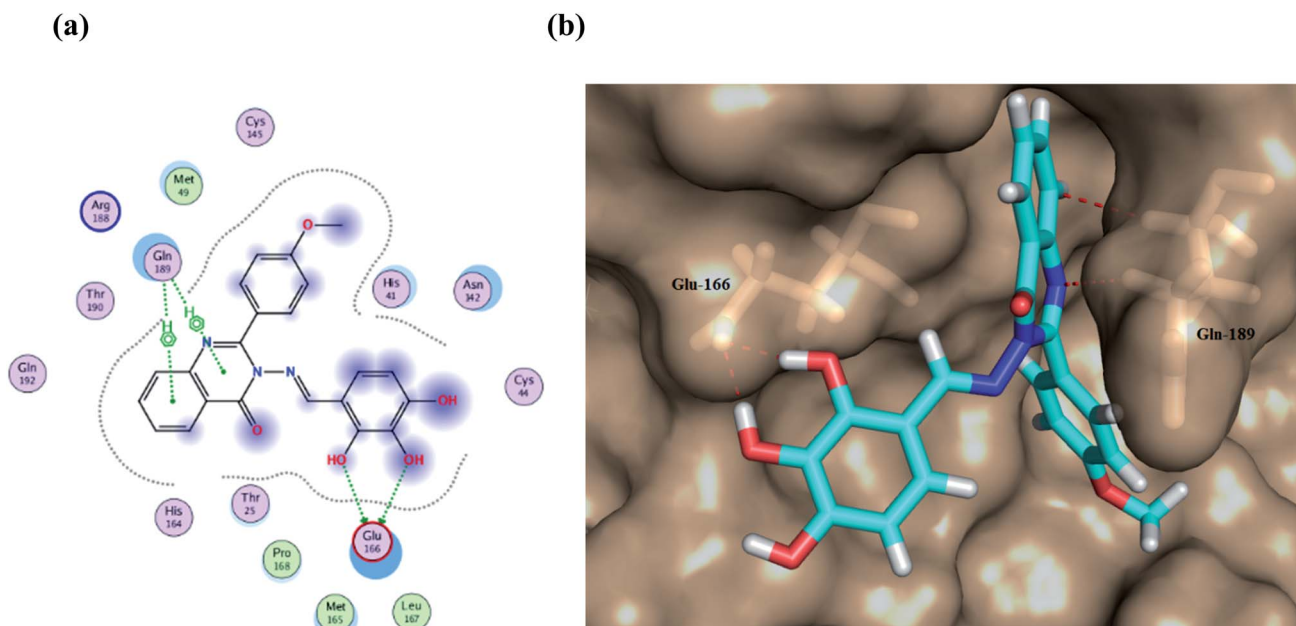 (a)
(b)
Cys
145
Met
49
Arg
188
Gln
189
Thr
190
Gln
192
His
41
Asn
142
Cys
44
O
H
H
N
N
N
O
OH
HO
OH
His
164
Thr
25
Glu
166
Pro
168
Met
165
Leu
167
Glu-166
Gln-189